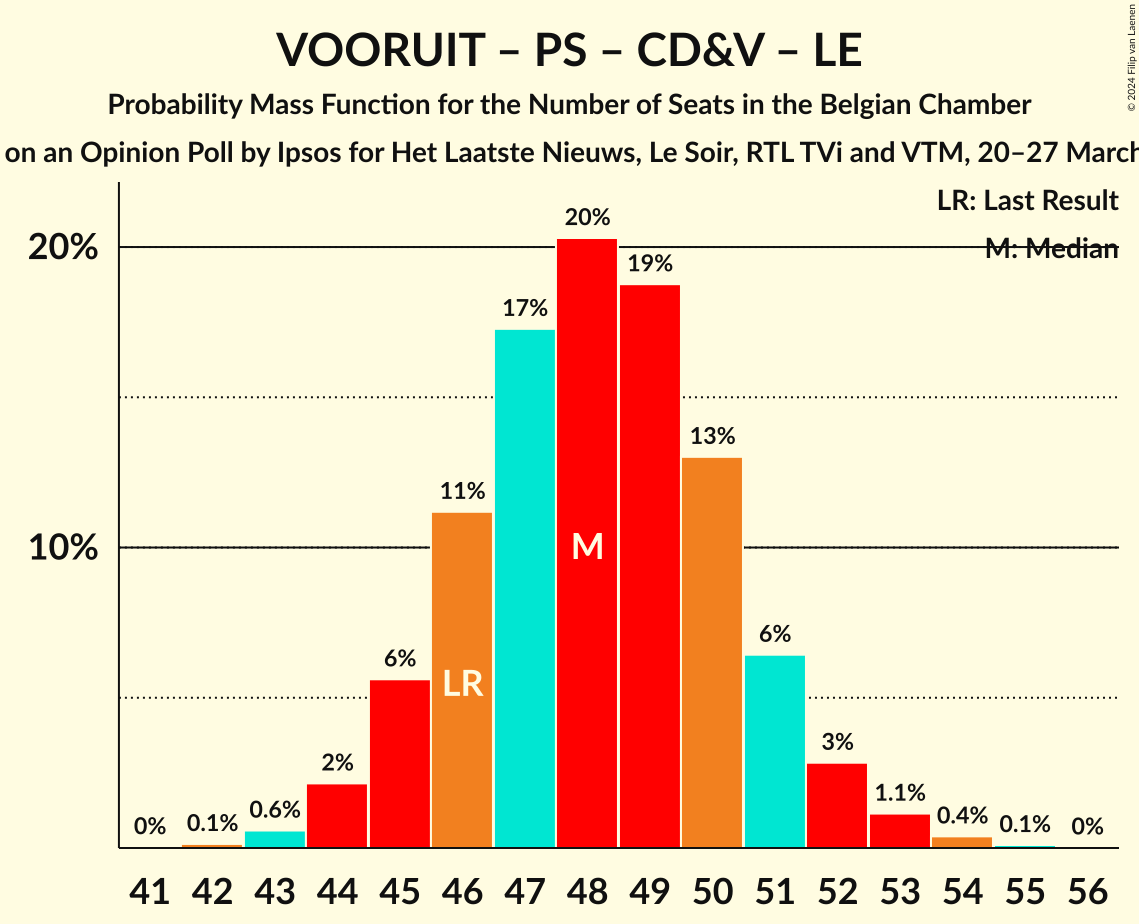 VOORUIT – PS – CD&V – LE
Probability Mass Function for the Number of Seats in the Belgian Chamber
on an Opinion Poll by Ipsos for Het Laatste Nieuws, Le Soir, RTL TVi and VTM, 20–27 March
© 2024 Filip van Laenen
LR: Last Result
M: Median
20%
10%
0%
0.1%
0.6%
2%
6%
11%
17%
20%
19%
13%
6%
3%
1.1%
0.4%
0.1%
0%
LR
M
41 42 43 44 45 46 47 48 49 50 51 52 53 54 55 56